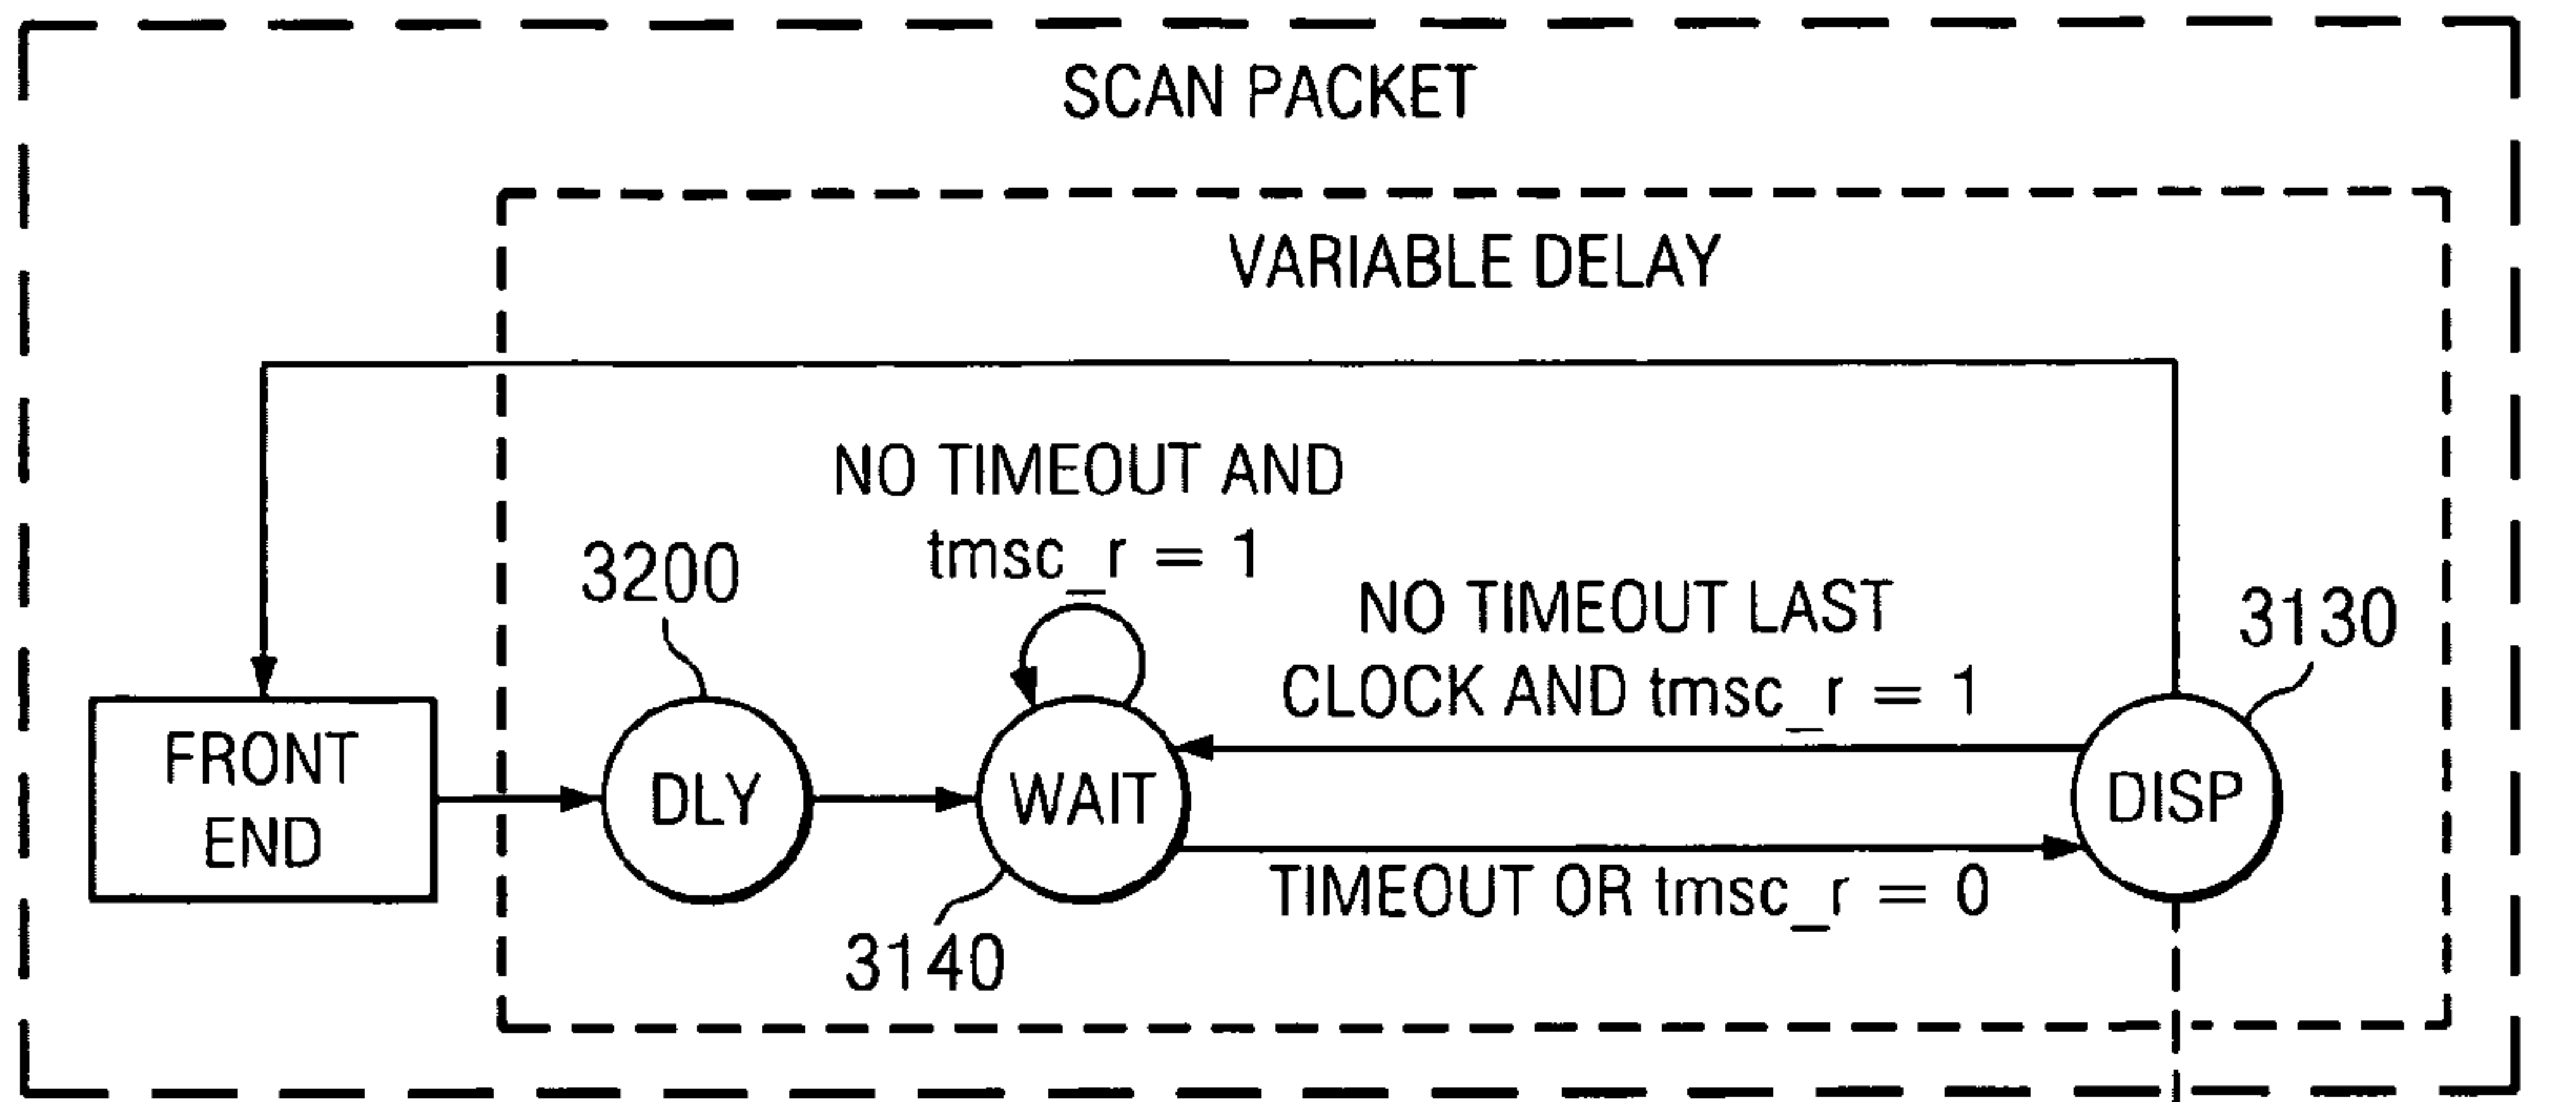 SCAN PACKET
VARIABLE DELAY
NO TIMEOUT AND
tmsc_r = 1
3200
NO TIMEOUT LAST
CLOCK AND tmsc_r = 1
3130
FRONT
END
DLY
WAIT
DISP
TIMEOUT OR tmsc_r = 0
3140